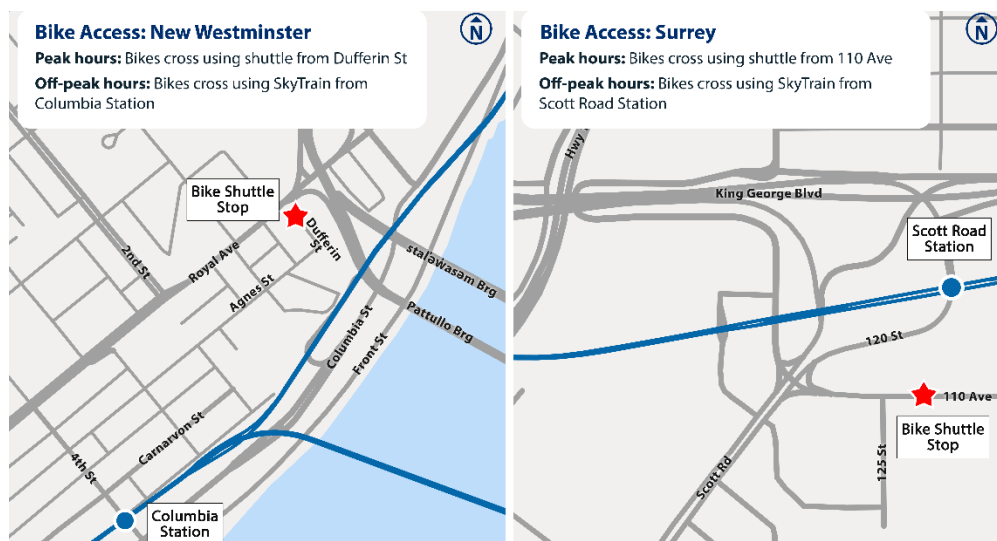 Bike Access: New Westminster
Peak hours: Bikes cross using shuttle from Dufferin St
Off-peak hours: Bikes cross using SkyTrain from
Columbia Station
N
Bike Shuttle
Stop
2nd St
Royal Ave
Dufferin
St
Agnes St
stal̓əw̓asəm Brg
Pattullo Brg
Columbia St
Front St
Carnarvon St
4th St
Columbia
Station
Bike Access: Surrey
Peak hours: Bikes cross using shuttle from 110 Ave
Off-peak hours: Bikes cross using SkyTrain from
Scott Road Station
N
Hwy
King George Blvd
Scott Road
Station
120 St
110 Ave
Bike Shuttle
Stop
125 St
Scott Rd